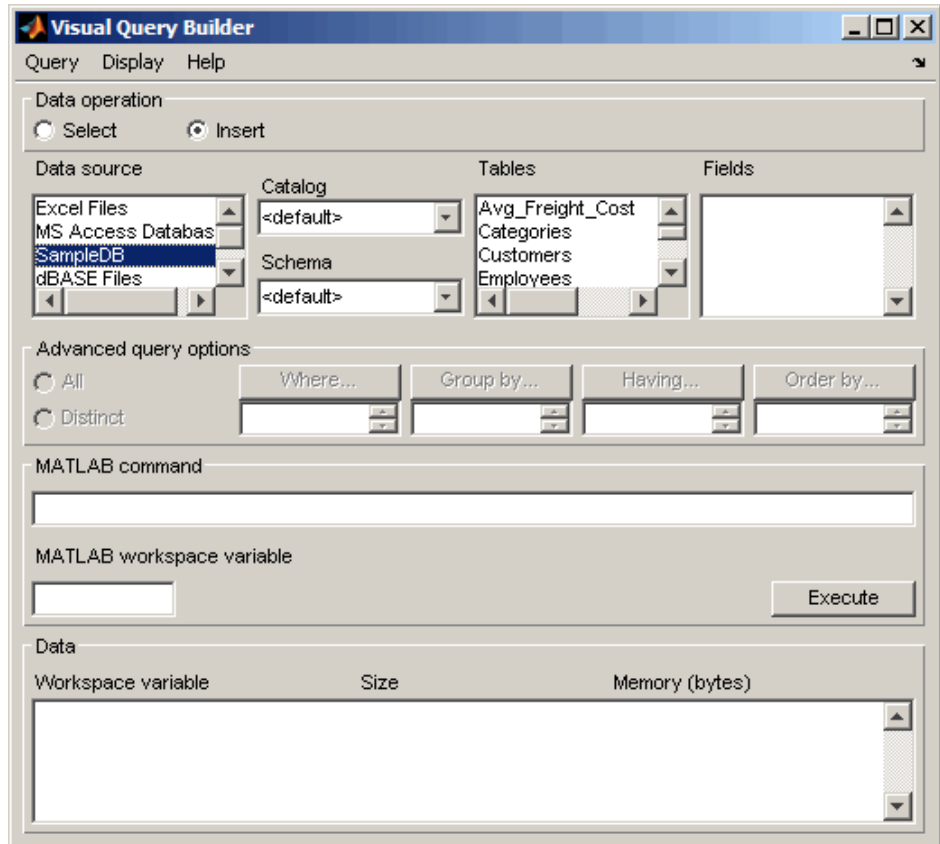 Visual Query Builder
Query Display Help
Data operation
Select Insert
Data source
Excel Files
MS Access Databas
SampleDB
dBASE Files
Catalog
<default>
Schema
<default>
Tables
Avg_Freight_Cost
Categories
Customers
Employees
Fields
Advanced query options
All
Distinct
Where... Group by... Having... Order by...
MATLAB command
MATLAB workspace variable
Execute
Data
Workspace variable Size Memory (bytes)